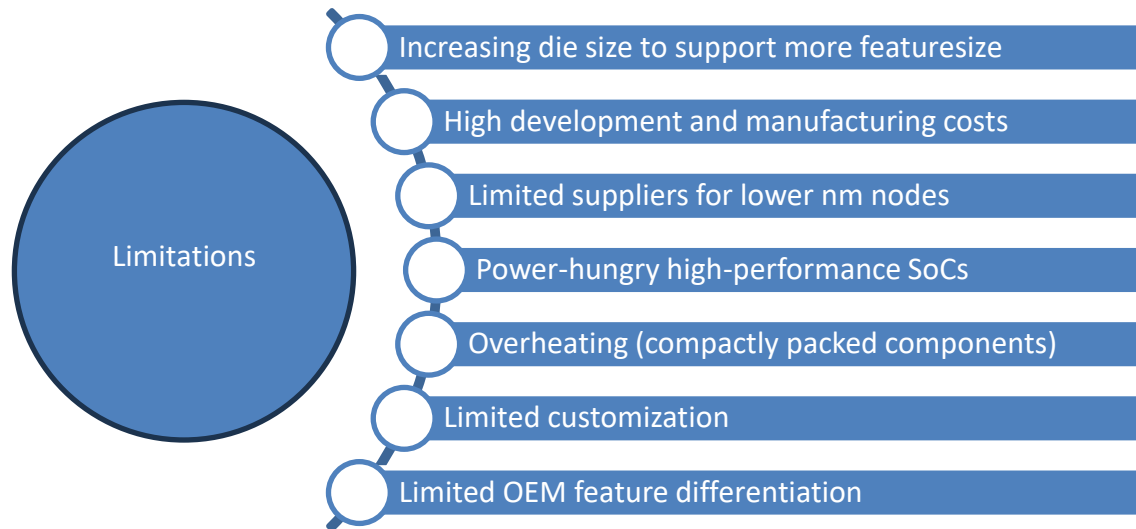 Increasing die size to support more featuresize
High development and manufacturing costs
Limited suppliers for lower nm nodes
Limitations
Power-hungry high-performance SoCs
Overheating (compactly packed components)
Limited customization
Limited OEM feature differentiation